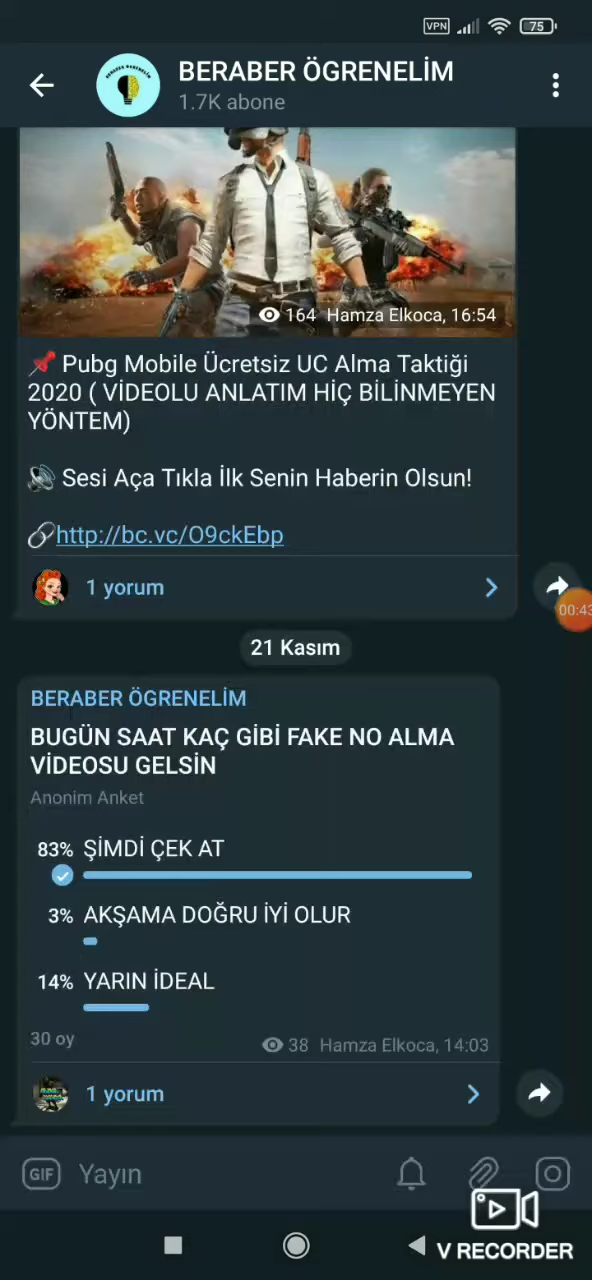 VPN
75
BERABER ÖGRENELİM
1.7K abone
164 Hamza Elkoca, 16:54
Pubg Mobile Ücretsiz UC Alma Taktiği
2020 ( VİDEOLU ANLATIM HİÇ BİLİNMEYEN
YÖNTEM)
Sesi Aça Tıkla İlk Senin Haberin Olsun!
http://bc.vc/O9ckEbp
1 yorum
00:43
21 Kasım
BERABER ÖGRENELİM
BUGÜN SAAT KAÇ GİBİ FAKE NO ALMA
VİDEOSU GELSİN
Anonim Anket
83% ŞİMDİ ÇEK AT
3% AKŞAMA DOĞRU İYİ OLUR
14% YARIN İDEAL
30 oy
38 Hamza Elkoca, 14:03
1 yorum
GIF Yayın
V RECORDER